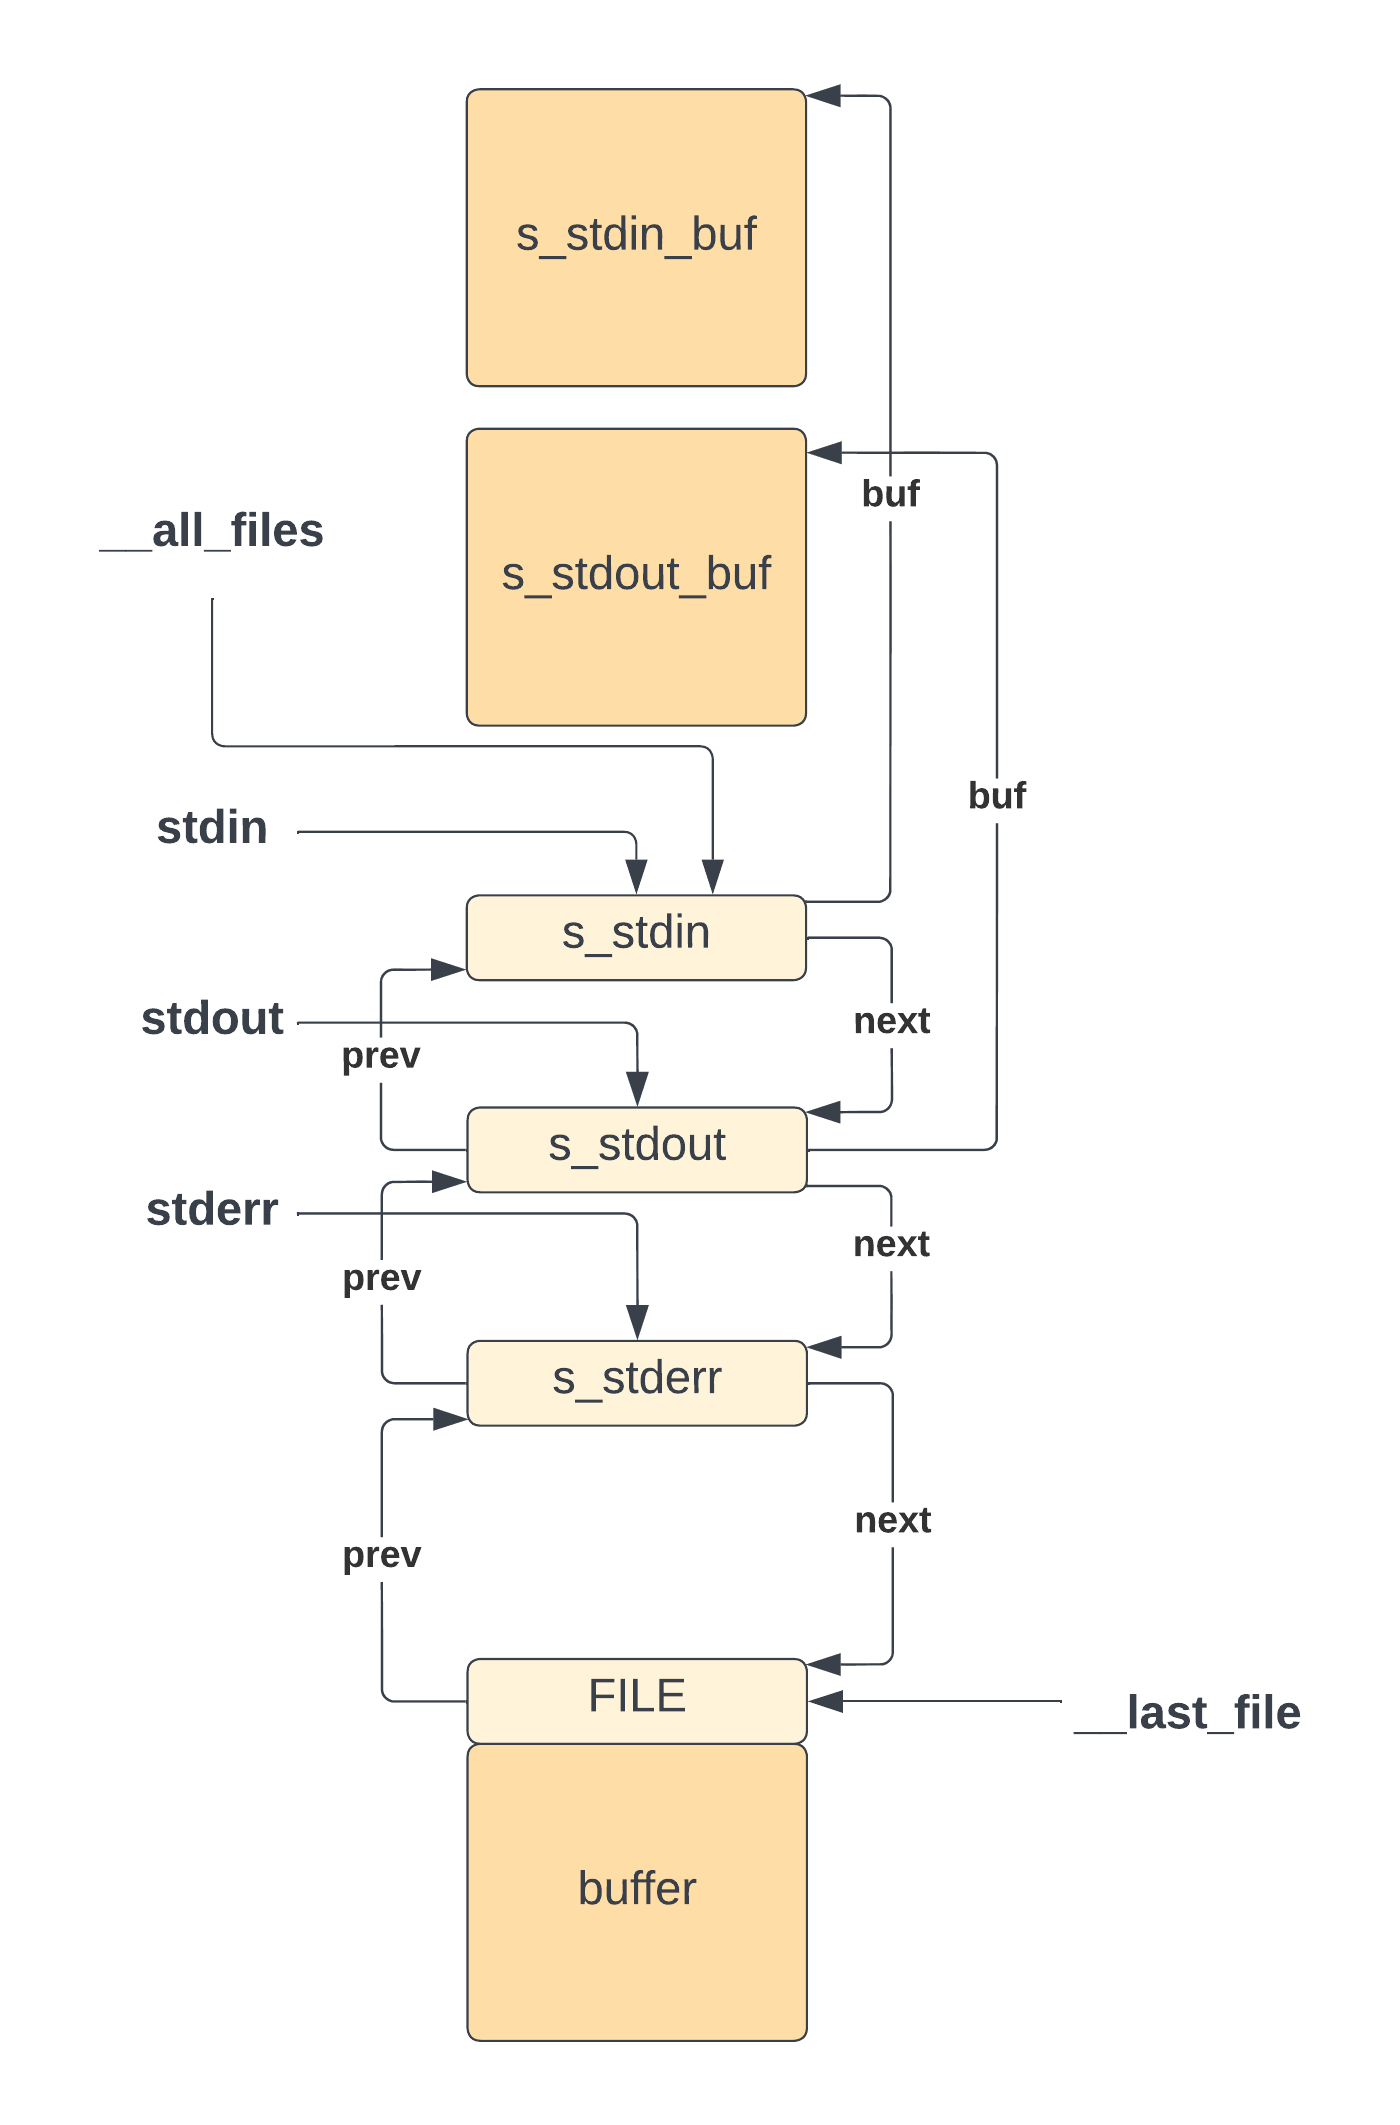 s_stdin_buf
buf
__all_files
s_stdout_buf
buf
stdin
s_stdin
stdout
next
prev
s_stdout
stderr
next
prev
s_stderr
next
prev
FILE
__last_file
buffer